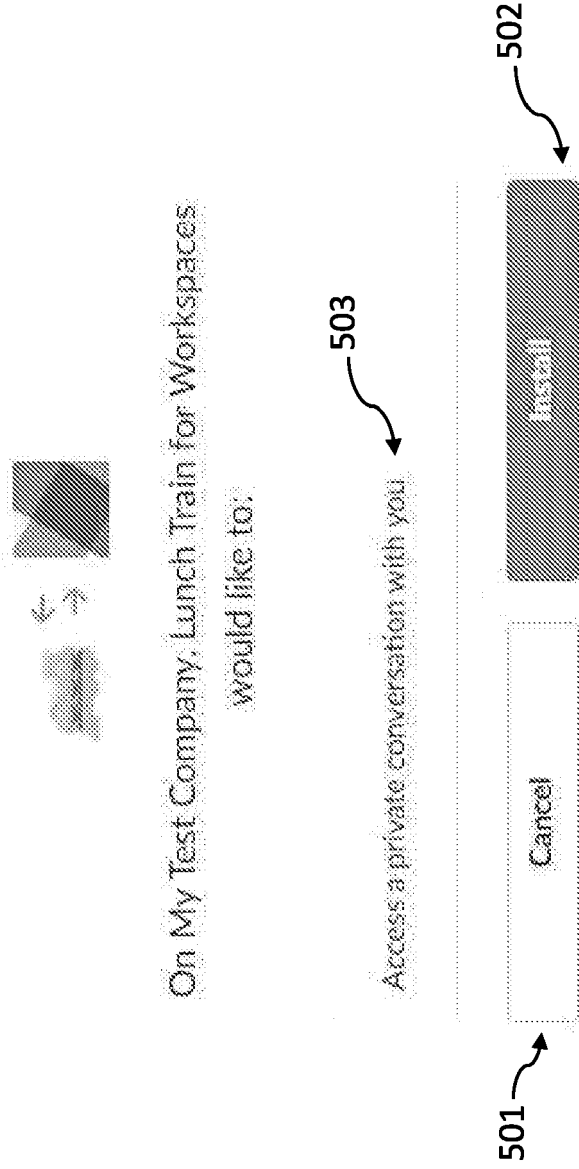 On My Test Company, Lunch Train for Workspaces
would like to:
503
Access a private conversation with you
501
Cancel
Install
502